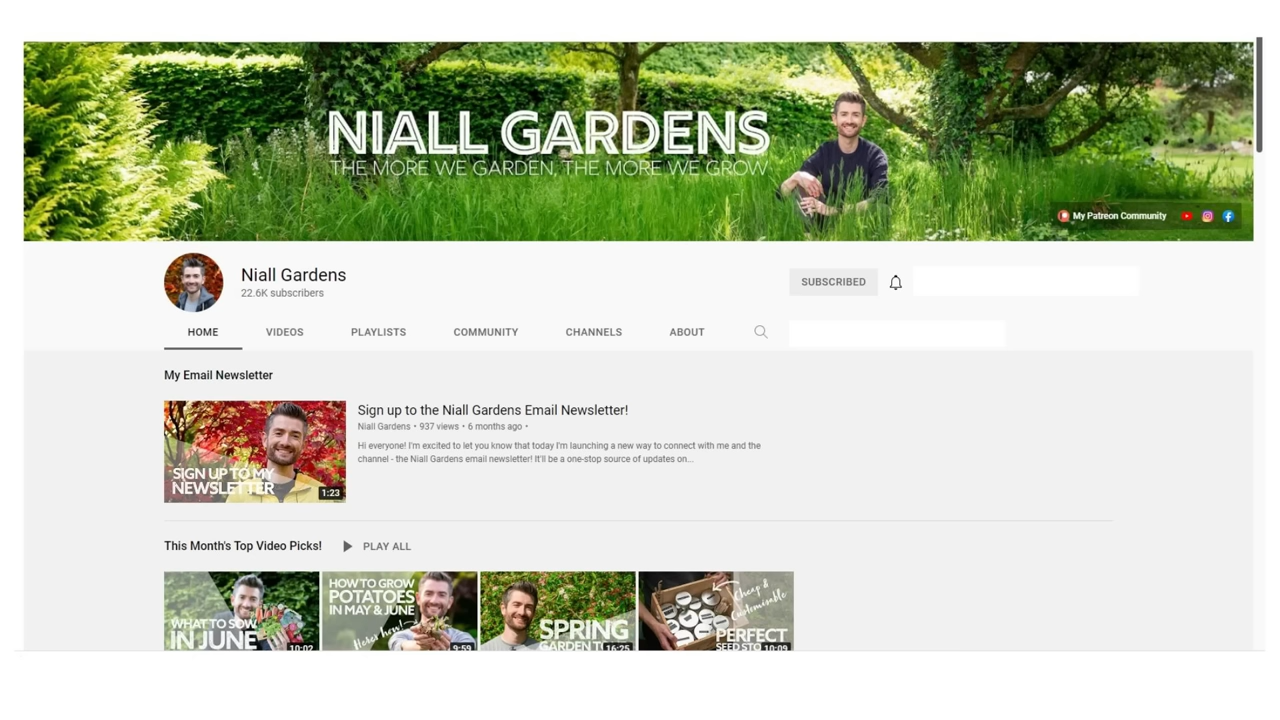 NIALL GARDENS
THE MORE WE GARDEN, THE MORE WE GROW
My Patreon Community
Niall Gardens
22.6K subscribers
SUBSCRIBED
HOME VIDEOS PLAYLISTS COMMUNITY CHANNELS ABOUT
My Email Newsletter
SIGN UP TO MY
NEWSLETTER
1:23
Sign up to the Niall Gardens Email Newsletter!
Niall Gardens • 937 views • 6 months ago •
Hi everyone! I'm excited to let you know that today I'm launching a new way to connect with me and the
channel - the Niall Gardens email newsletter! It'll be a one-stop source of updates on...
This Month's Top Video Picks! PLAY ALL
WHAT TO SOW
IN JUNE
10:02
HOW TO GROW
POTATOES
IN MAY & JUNE
Here's how!
9:59
SPRING
GARDEN
16:25
Cheap &
Customisable
PERFECT
SEED
10:09